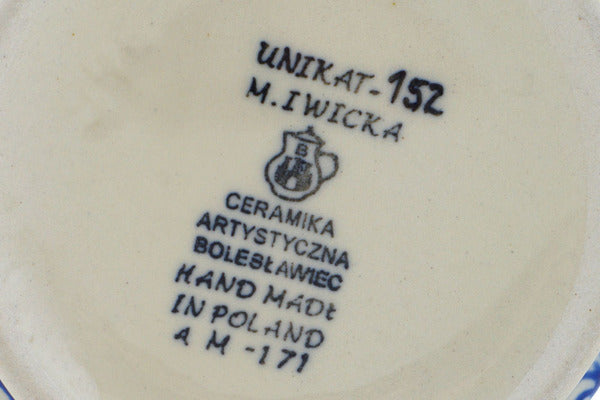 UNIKAT-152
M. IWICKA
B
CERAMIKA
ARTYSTYCZNA
BOLESŁAWIEC
HAND MADE
IN POLAND
A M -171